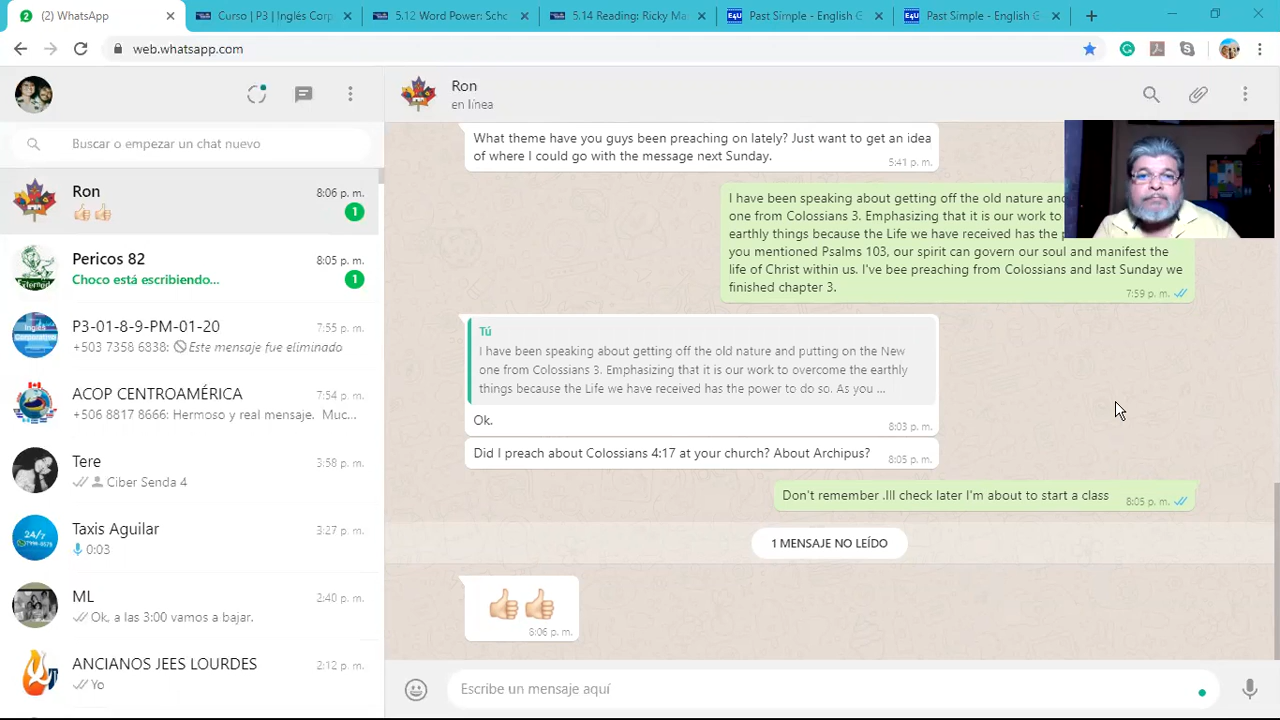 (2) WhatsApp
Curso | P3 | Inglés Corp
5.12 Word Power: Scho
5.14 Reading: Ricky Ma
E4U Past Simple - English G
E4U Past Simple - English G
web.whatsapp.com
Ron
en línea
Buscar o empezar un chat nuevo
Ron 8:06 p. m.
1
Pericos 82 8:05 p. m.
Choco está escribiendo... 1
P3-01-8-9-PM-01-20 7:55 p. m.
+503 7358 6838: Este mensaje fue eliminado
ACOP CENTROAMÉRICA 7:54 p. m.
+506 8817 8666: Hermoso y real mensaje. Muc...
Tere 3:58 p. m.
Ciber Senda 4
Taxis Aguilar 3:27 p. m.
0:03
24/7
ML 2:40 p. m.
Ok, a las 3:00 vamos a bajar.
ANCIANOS JEES LOURDES 2:12 p. m.
Yo
What theme have you guys been preaching on lately? Just want to get an idea
of where I could go with the message next Sunday.
5:41 p. m.
I have been speaking about getting off the old nature and
one from Colossians 3. Emphasizing that it is our work to
earthly things because the Life we have received has the
you mentioned Psalms 103, our spirit can govern our soul and manifest the
life of Christ within us. I've bee preaching from Colossians and last Sunday we
finished chapter 3.
7:59 p. m.
Tú
I have been speaking about getting off the old nature and putting on the New
one from Colossians 3. Emphasizing that it is our work to overcome the earthly
things because the Life we have received has the power to do so. As you ...
Ok.
8:03 p. m.
Did I preach about Colossians 4:17 at your church? About Archipus?
8:05 p. m.
Don't remember .Ill check later I'm about to start a class
8:05 p. m.
1 MENSAJE NO LEÍDO
8:06 p. m.
Escribe un mensaje aquí